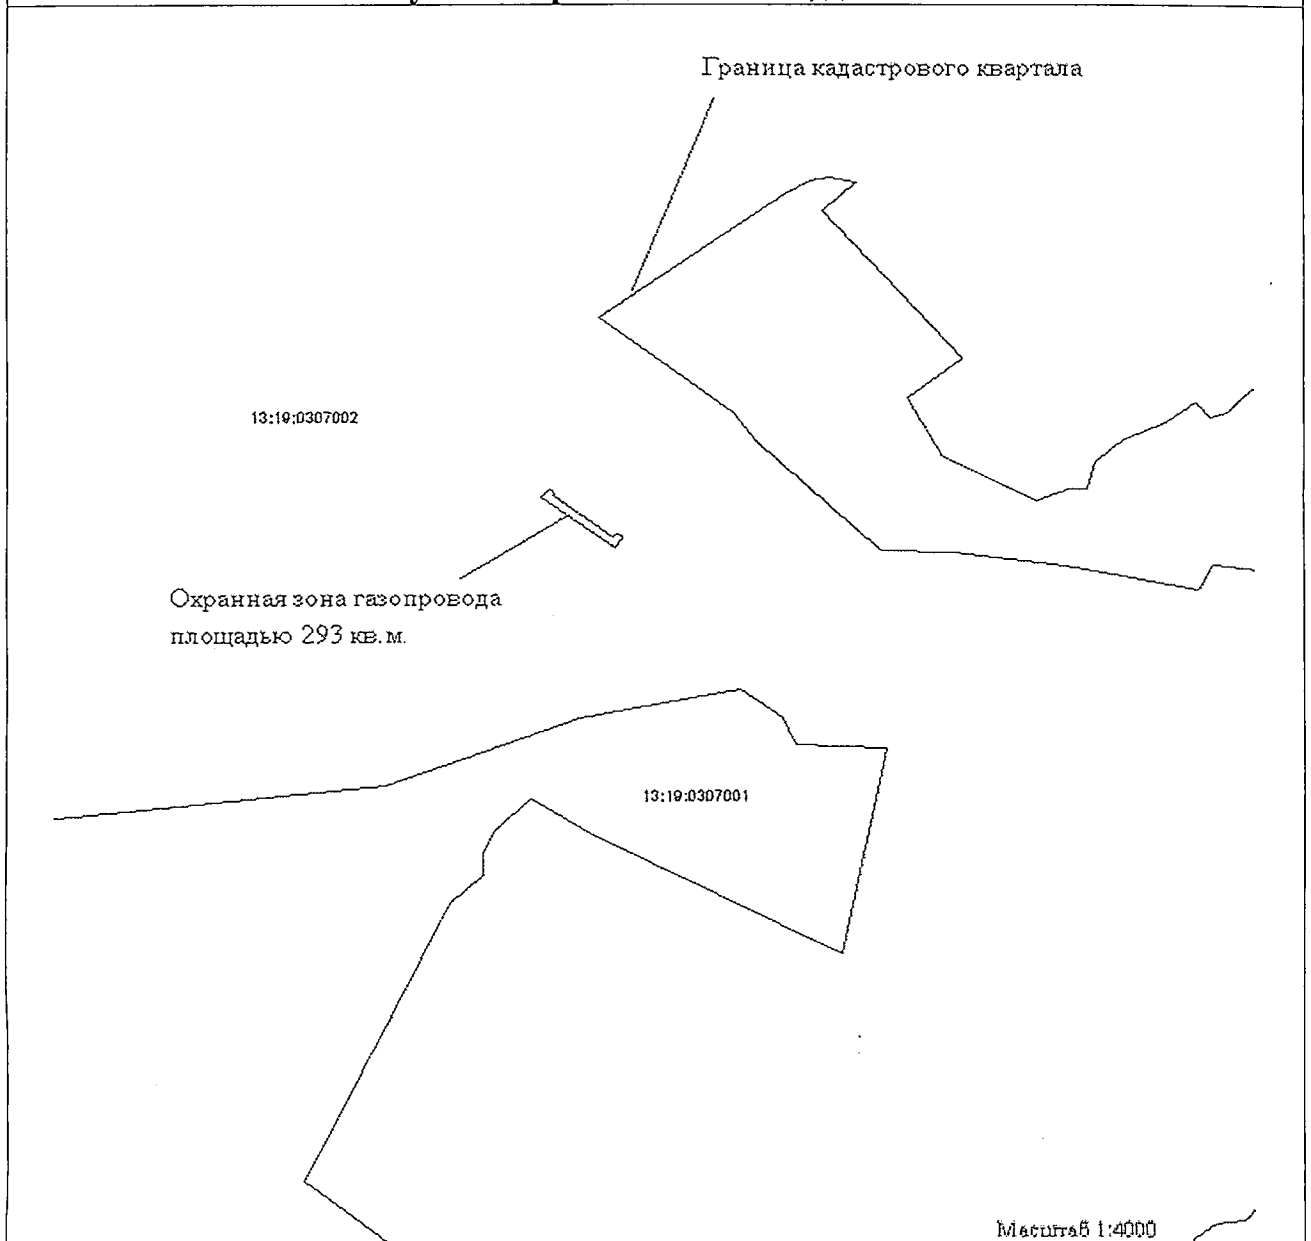 Граница кадастрового квартала
13:19:0307002
Охранная зона газопровода
площадью 293 кв.м.
13:19:0307001
Масштаб 1:4000